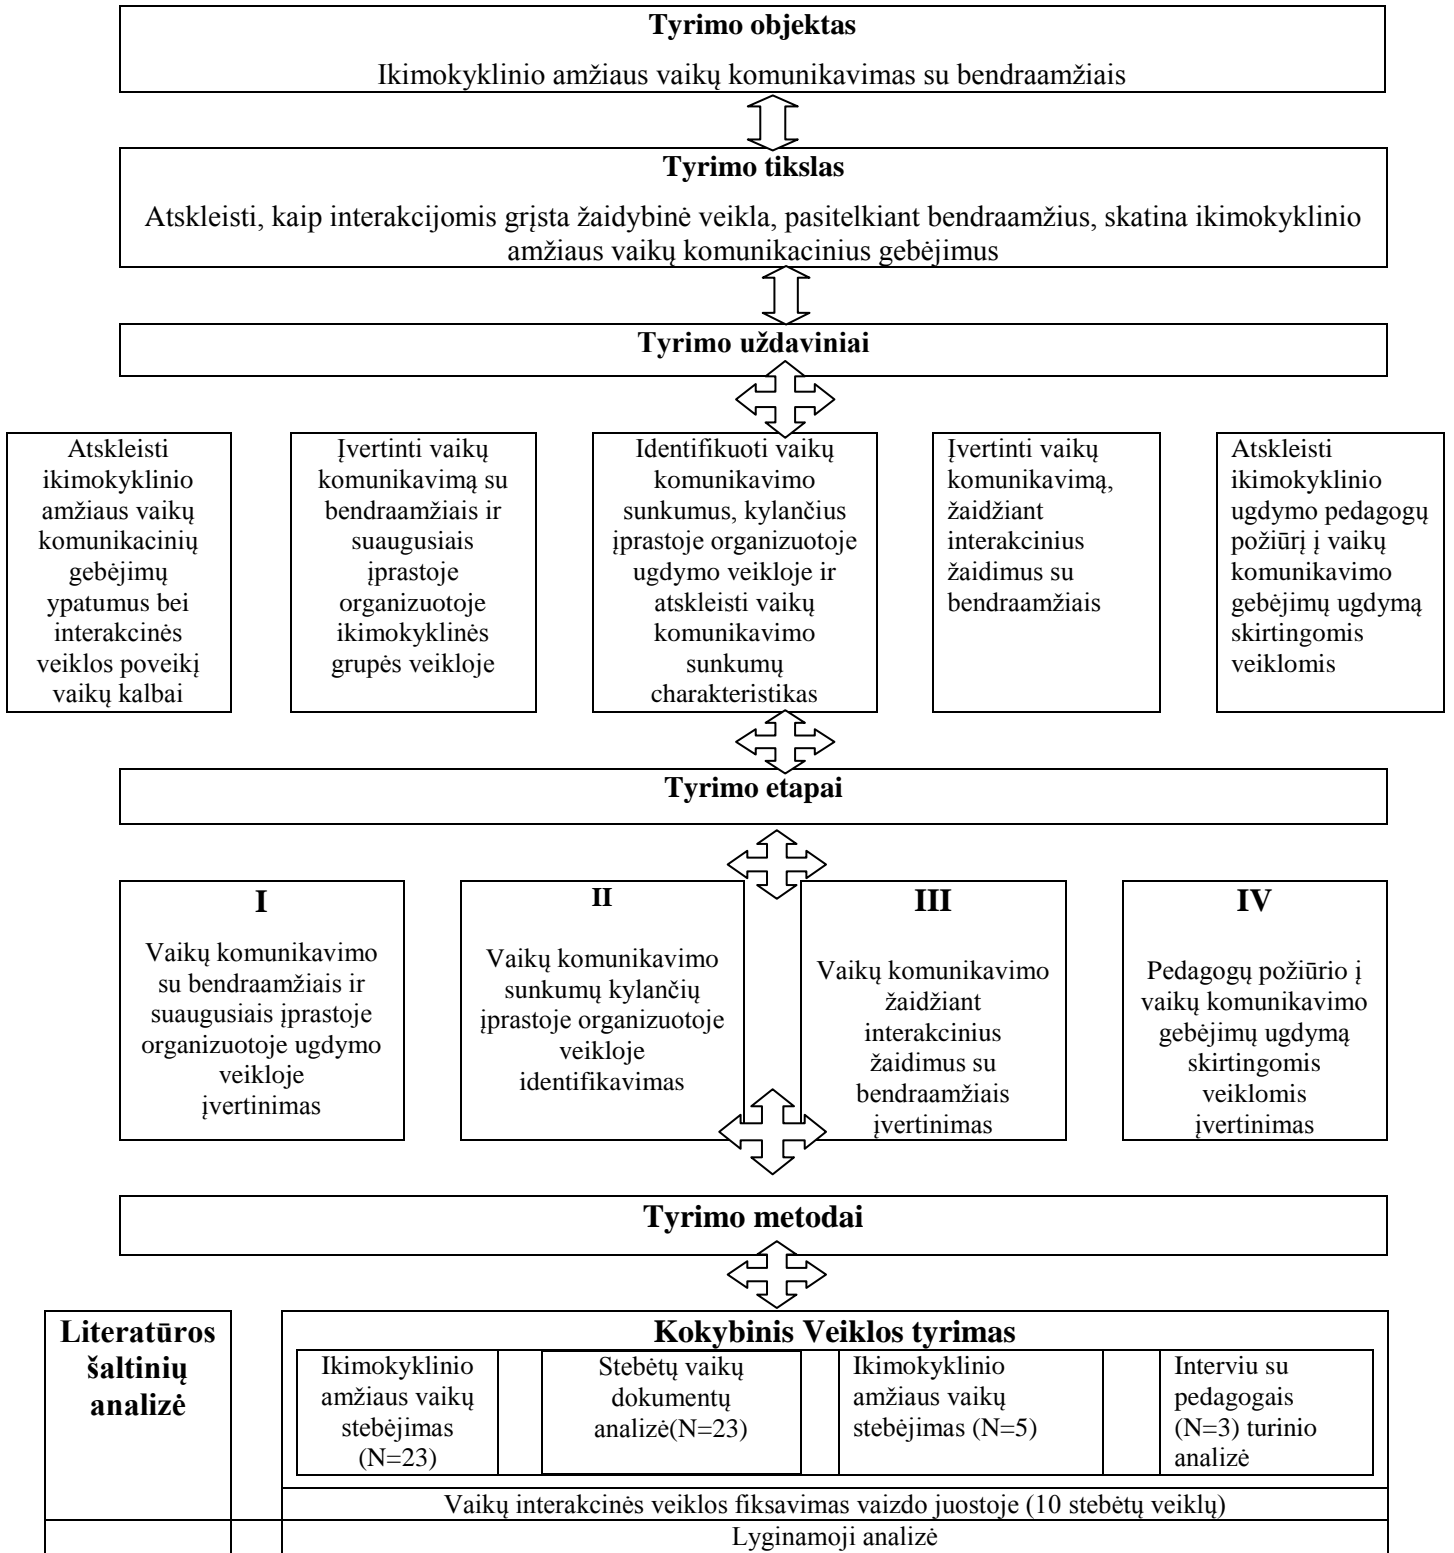 Tyrimo objektas
Ikimokyklinio amžiaus vaikų komunikavimas su bendraamžiais
Tyrimo tikslas
Atskleisti, kaip interakcijomis grįsta žaidybinė veikla, pasitelkiant bendraamžius, skatina ikimokyklinio
amžiaus vaikų komunikacinius gebėjimus
Tyrimo uždaviniai
Atskleisti
ikimokyklinio
amžiaus vaikų
komunikacinių
gebėjimų
ypatumus bei
interakcinės
veiklos poveikį
vaikų kalbai
Įvertinti vaikų
komunikavimą su
bendraamžiais ir
suaugusiais
įprastoje
organizuotoje
ikimokyklinės
grupės veikloje
Identifikuoti vaikų
komunikavimo
sunkumus, kylančius
įprastoje organizuotoje
ugdymo veikloje ir
atskleisti vaikų
komunikavimo
sunkumų
charakteristikas
Įvertinti vaikų
komunikavimą,
žaidžiant
interakcinius
žaidimus su
bendraamžiais
Atskleisti
ikimokyklinio
ugdymo pedagogų
požiūrį į vaikų
komunikavimo
gebėjimų ugdymą
skirtingomis
veiklomis
Tyrimo etapai
I
Vaikų komunikavimo
su bendraamžiais ir
suaugusiais įprastoje
organizuotoje ugdymo
veikloje
įvertinimas
II
Vaikų komunikavimo
sunkumų kylančių
įprastoje organizuotoje
veikloje
identifikavimas
III
Vaikų komunikavimo
žaidžiant
interakcinius
žaidimus su
bendraamžiais
įvertinimas
IV
Pedagogų požiūrio į
vaikų komunikavimo
gebėjimų ugdymą
skirtingomis
veiklomis
įvertinimas
Tyrimo metodai
Literatūros
šaltinių
analizė
Kokybinis Veiklos tyrimas
Ikimokyklinio
amžiaus vaikų
stebėjimas
(N=23)
Stebėtų vaikų
dokumentų
analizė(N=23)
Ikimokyklinio
amžiaus vaikų
stebėjimas (N=5)
Interviu su
pedagogais
(N=3) turinio
analizė
Vaikų interakcinės veiklos fiksavimas vaizdo juostoje (10 stebėtų veiklų)
Lyginamoji analizė